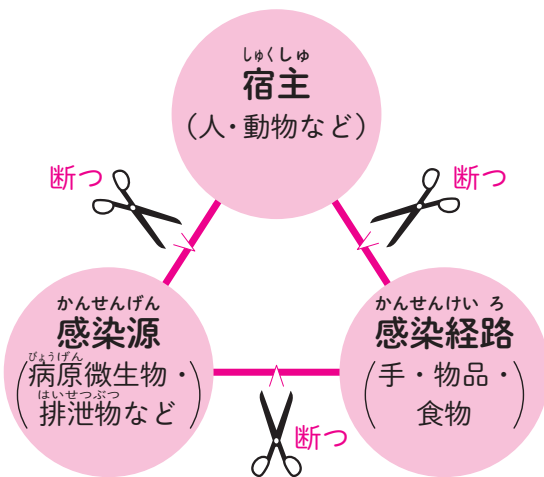 しゅくしゅ
宿主
（人・動物など）
断つ
断つ
かんせんげん
感染源
びょうげん
（病原微生物・
はいせつぶつ
排泄物など）
かんせんけいろ
感染経路
（手・物品・
食物）
断つ